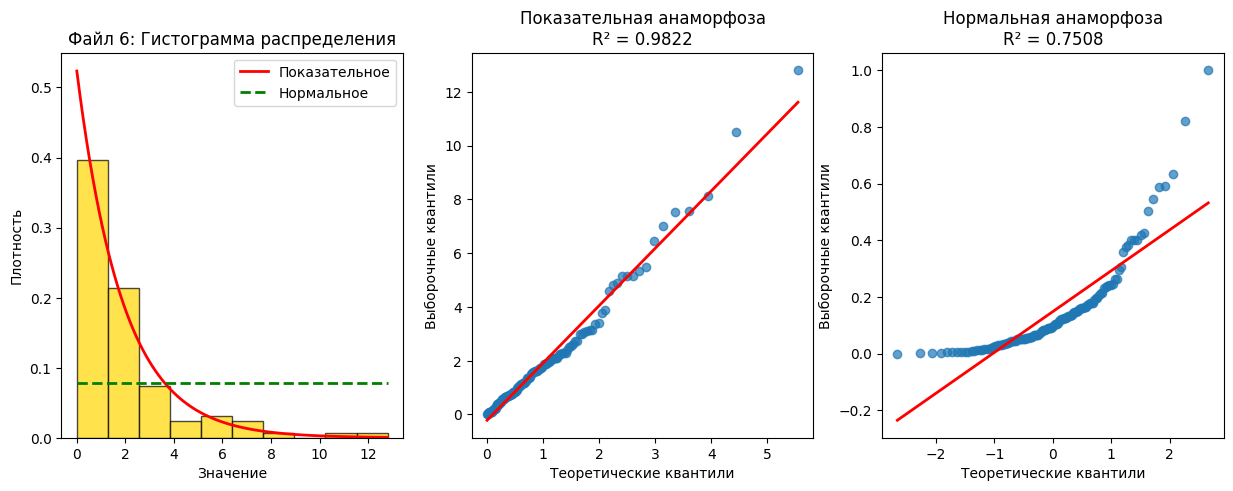 Файл 6: Гистограмма распределения
Показательное
Нормальное
Плотность
0.5
0.4
0.3
0.2
0.1
0.0
0 2 4 6 8 10 12
Значение
Показательная анаморфоза
R² = 0.9822
Выборочные квантили
12
10
8
6
4
2
0
0 1 2 3 4 5
Теоретические квантили
Нормальная анаморфоза
R² = 0.7508
Выборочные квантили
1.0
0.8
0.6
0.4
0.2
0.0
−0.2
−2 −1 0 1 2
Теоретические квантили